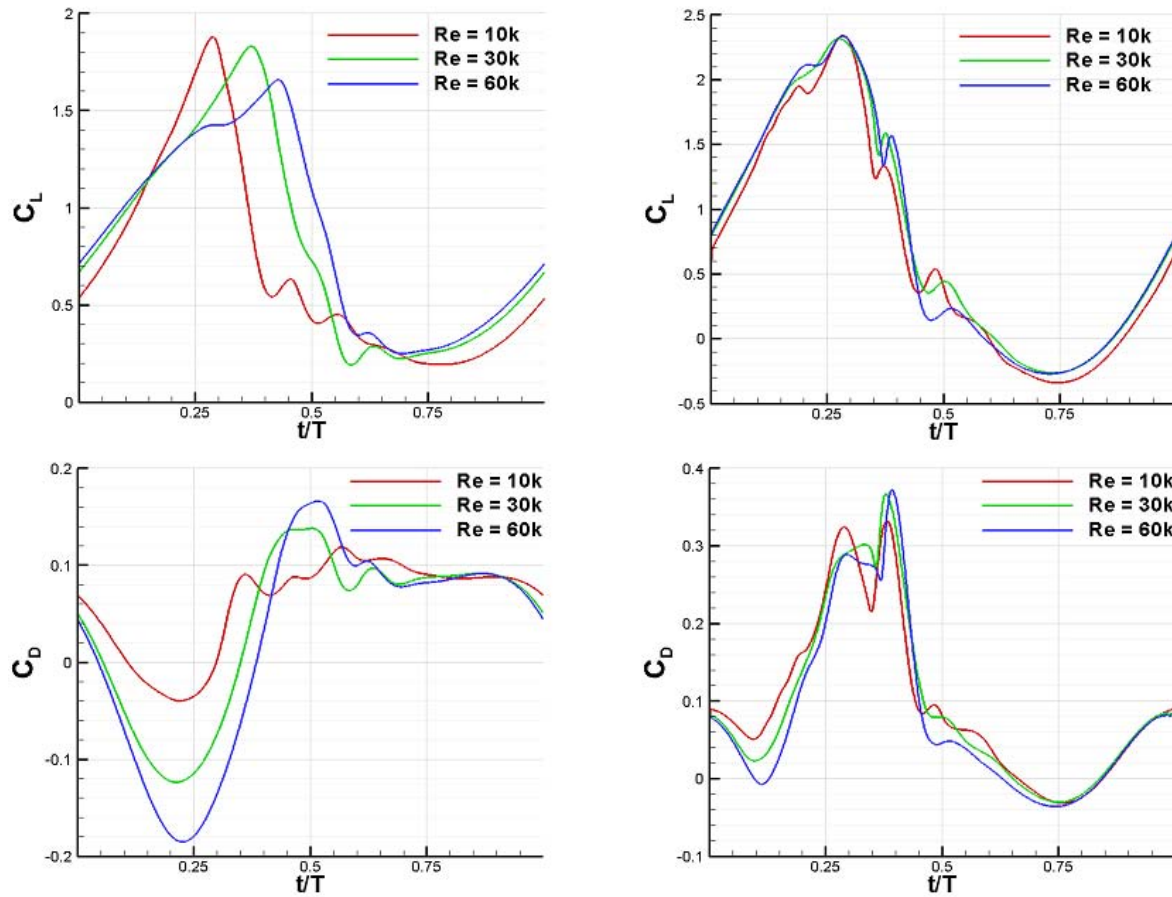 2
1.5
1
0.5
0
C_L
0.25
0.5
0.75
t/T
Re = 10k
Re = 30k
Re = 60k
2.5
2
1.5
1
0.5
0
-0.5
C_L
0.25
0.5
0.75
t/T
Re = 10k
Re = 30k
Re = 60k
0.2
0.1
0
-0.1
-0.2
C_D
0.25
0.5
0.75
t/T
Re = 10k
Re = 30k
Re = 60k
0.4
0.3
0.2
0.1
0
-0.1
C_D
0.25
0.5
0.75
t/T
Re = 10k
Re = 30k
Re = 60k